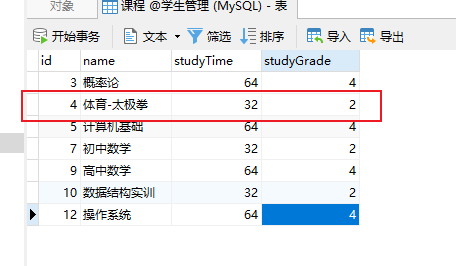 对象 课程 @学生管理 (MySQL) - 表
开始事务 文本 筛选 排序 导入 导出
id name studyTime studyGrade
3 概率论 64 4
4 体育-太极拳 32 2
5 计算机基础 64 4
7 初中数学 32 2
9 高中数学 64 4
10 数据结构实训 32 2
12 操作系统 64 4